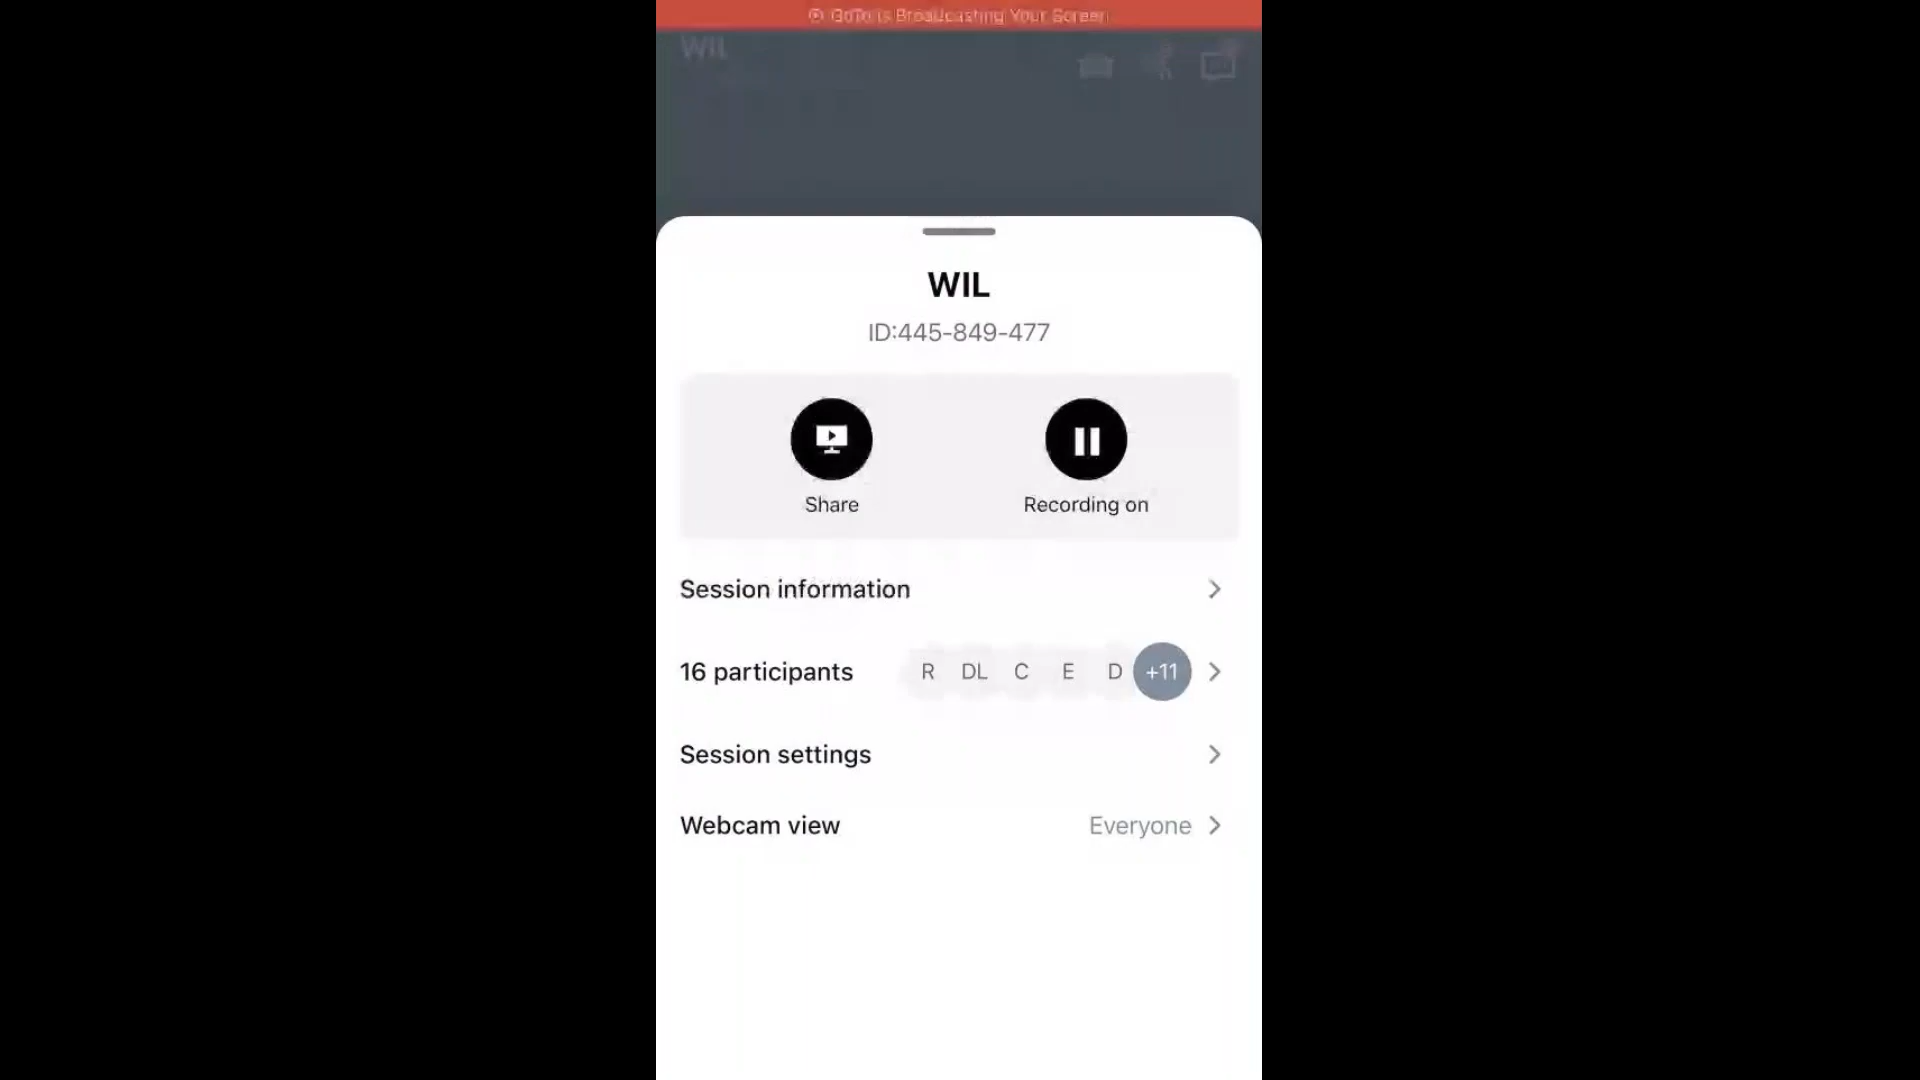 GoTo is Broadcasting Your Screen
WIL
WIL
ID:445-849-477
Share
Recording on
Session information
16 participants R DL C E D +11
Session settings
Webcam view Everyone